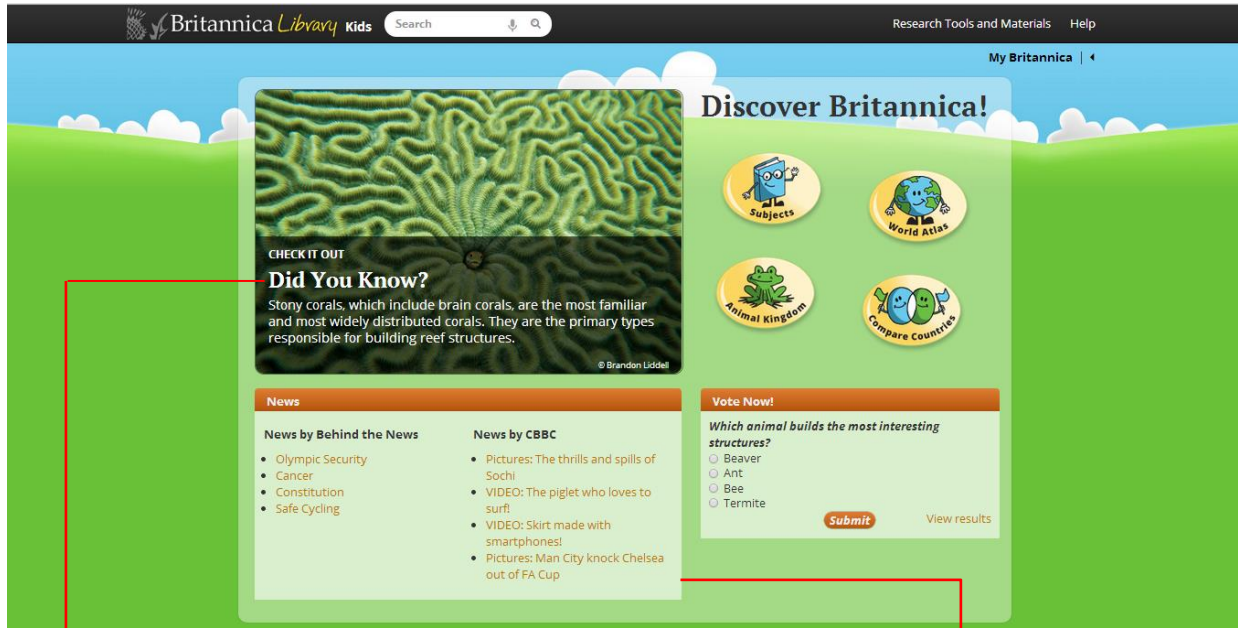 Britannica Library Kids
Search
Research Tools and Materials Help
My Britannica
Discover Britannica!
Subjects
World Atlas
Animal Kingdom
Compare Countries
CHECK IT OUT
Did You Know?
Stony corals, which include brain corals, are the most familiar
and most widely distributed corals. They are the primary types
responsible for building reef structures.
© Brandon Liddell
News
News by Behind the News
• Olympic Security
• Cancer
• Constitution
• Safe Cycling
News by CBBC
• Pictures: The thrills and spills of
Sochi
• VIDEO: The piglet who loves to
surf!
• VIDEO: Skirt made with
smartphones!
• Pictures: Man City knock Chelsea
out of FA Cup
Vote Now!
Which animal builds the most interesting
structures?
Beaver
Ant
Bee
Termite
Submit
View results